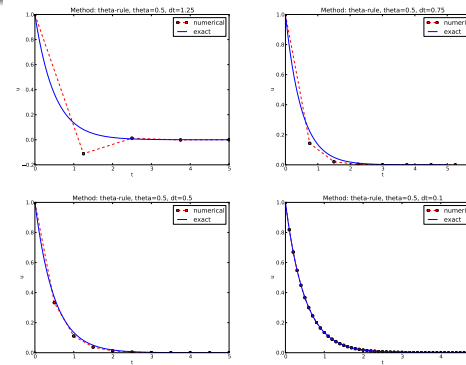 Method: theta-rule, theta=0.5, dt=1.25
numerical
exact
1.0
0.8
0.6
0.4
0.2
0.0
−0.2
u
0 1 2 3 4 5
t
Method: theta-rule, theta=0.5, dt=0.75
numerical
exact
1.0
0.8
0.6
0.4
0.2
0.0
u
0 1 2 3 4
t
Method: theta-rule, theta=0.5, dt=0.5
numerical
exact
1.0
0.8
0.6
0.4
0.2
0.0
u
0 1 2 3 4 5
t
Method: theta-rule, theta=0.5, dt=0.1
numerical
exact
1.0
0.8
0.6
0.4
0.2
0.0
u
0 1 2 3 4
t